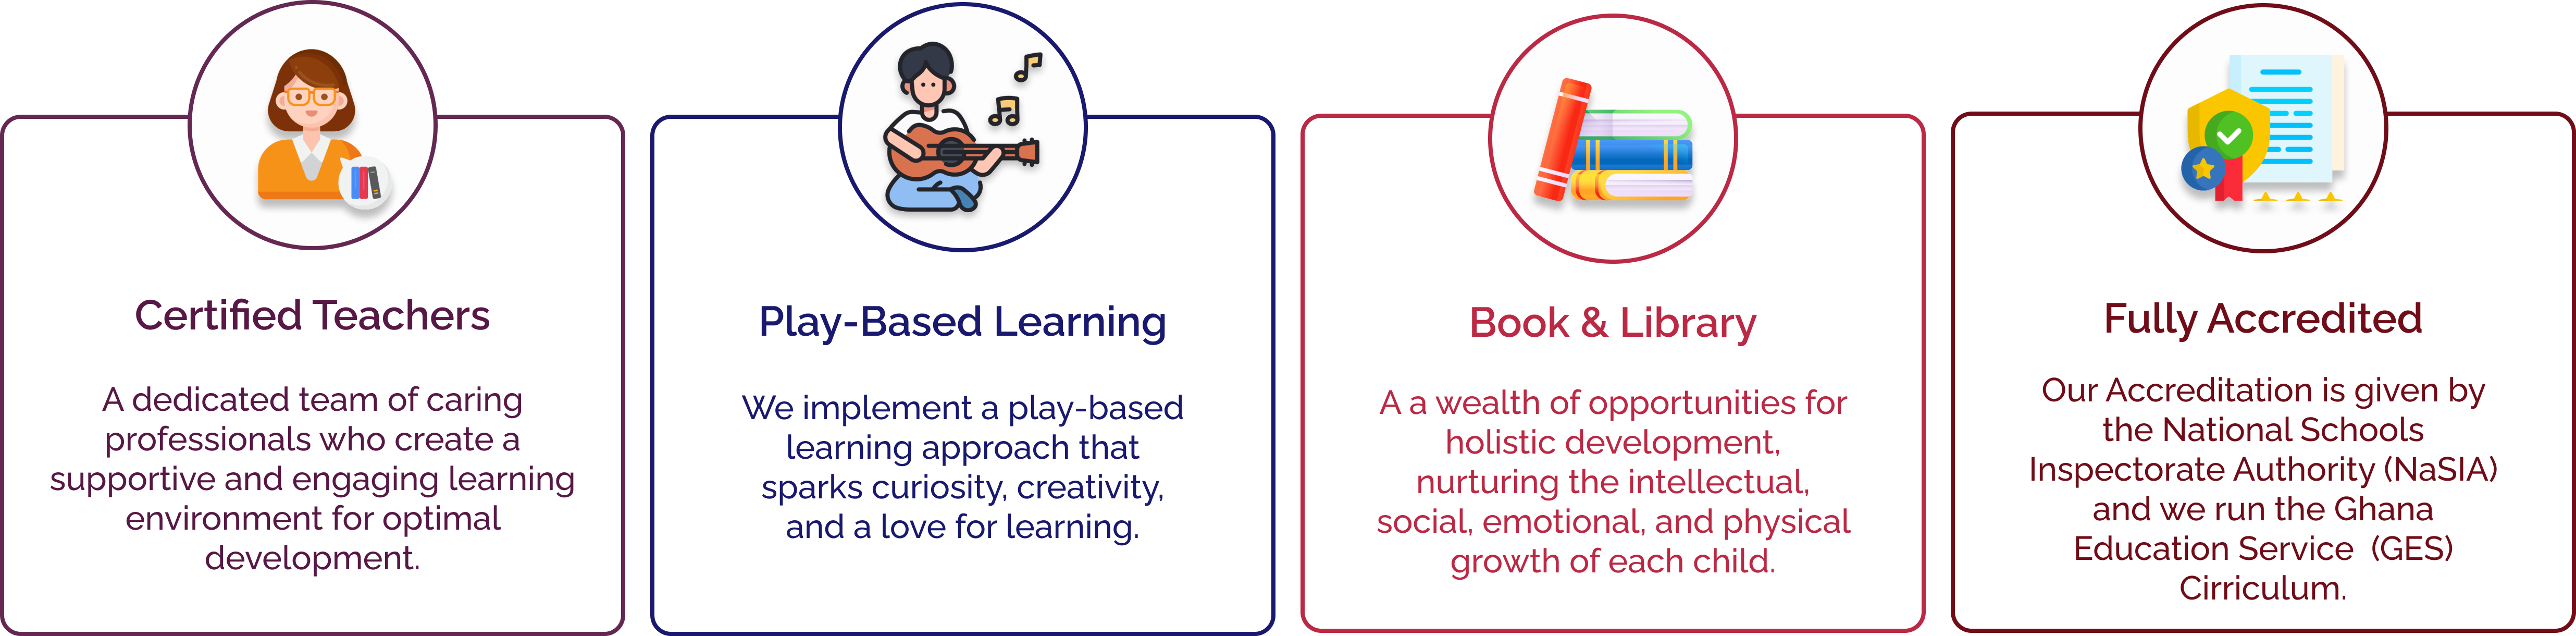 Certified Teachers
A dedicated team of caring
professionals who create a
supportive and engaging learning
environment for optimal
development.
Play-Based Learning
We implement a play-based
learning approach that
sparks curiosity, creativity,
and a love for learning.
Book & Library
A a wealth of opportunities for
holistic development,
nurturing the intellectual,
social, emotional, and physical
growth of each child.
Fully Accredited
Our Accreditation is given by
the National Schools
Inspectorate Authority (NaSIA)
and we run the Ghana
Education Service  (GES)
Cirriculum.